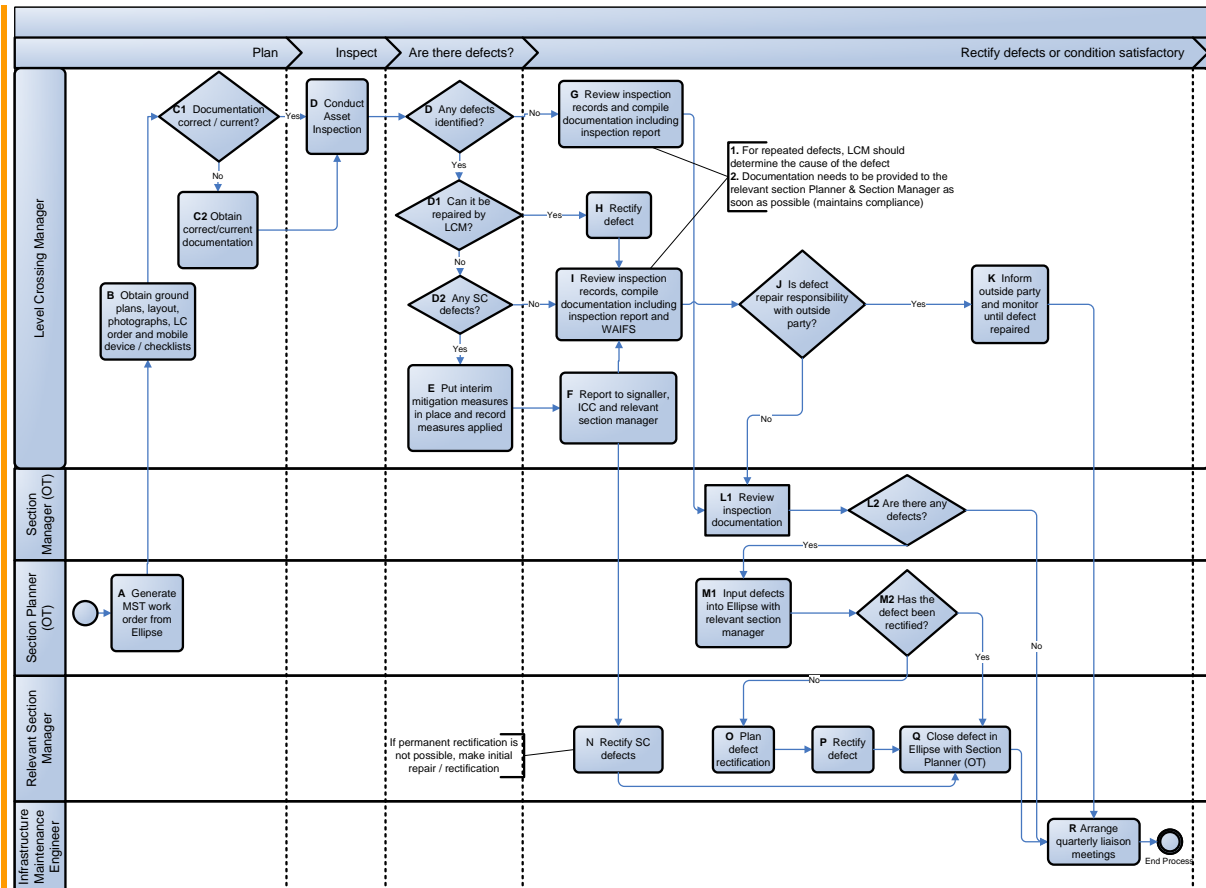 Plan
Inspect
Are there defects?
Rectify defects or condition satisfactory
Level Crossing Manager
C1 Documentation
correct / current?
Yes
No
C2 Obtain
correct/current
documentation
B Obtain ground
plans, layout,
photographs, LC
order and mobile
device / checklists
D Conduct
Asset
Inspection
D Any defects
identified?
No
Yes
D1 Can it be
repaired by
LCM?
Yes
No
D2 Any SC
defects?
No
Yes
E Put interim
mitigation measures
in place and record
measures applied
G Review inspection
records and compile
documentation including
inspection report
1. For repeated defects, LCM should
determine the cause of the defect
2. Documentation needs to be provided to the
relevant section Planner & Section Manager as
soon as possible (maintains compliance)
H Rectify
defect
I Review inspection
records, compile
documentation including
inspection report and
WAIFS
F Report to signaller,
ICC and relevant
section manager
J Is defect
repair responsibility
with outside
party?
Yes
No
K Inform
outside party
and monitor
until defect
repaired
Section
Manager (OT)
L1 Review
inspection
documentation
L2 Are there any
defects?
Yes
No
Section Planner
(OT)
A Generate
MST work
order from
Ellipse
M1 Input defects
into Ellipse with
relevant section
manager
M2 Has the
defect been
rectified?
Yes
No
Relevant Section
Manager
If permanent rectification is
not possible, make initial
repair / rectification
N Rectify SC
defects
O Plan
defect
rectification
P Rectify
defect
Q Close defect in
Ellipse with Section
Planner (OT)
Infrastructure
Maintenance
Engineer
R Arrange
quarterly liaison
meetings
End Process